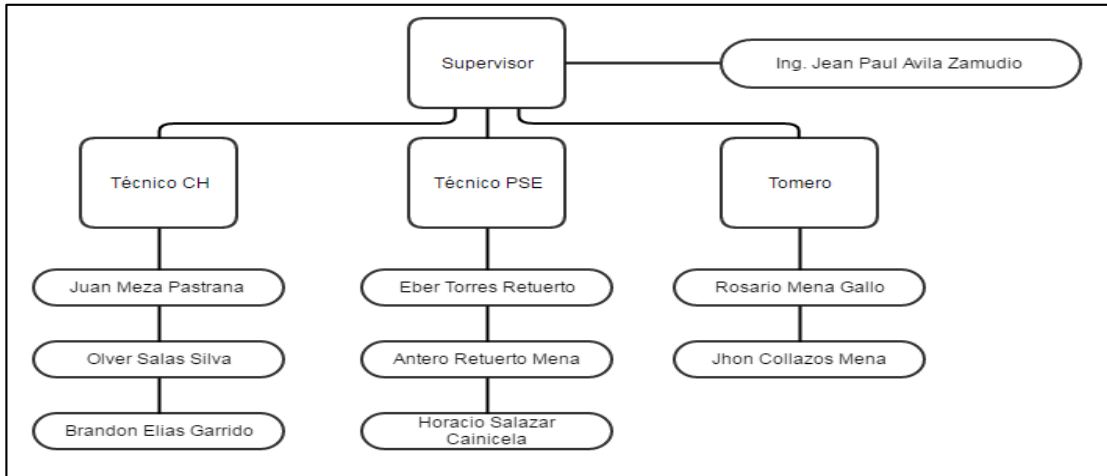 Supervisor
Ing. Jean Paul Avila Zamudio
Técnico CH
Técnico PSE
Tomero
Juan Meza Pastrana
Eber Torres Retuerto
Rosario Mena Gallo
Olver Salas Silva
Antero Retuerto Mena
Jhon Collazos Mena
Brandon Elias Garrido
Horacio Salazar
Cainicela